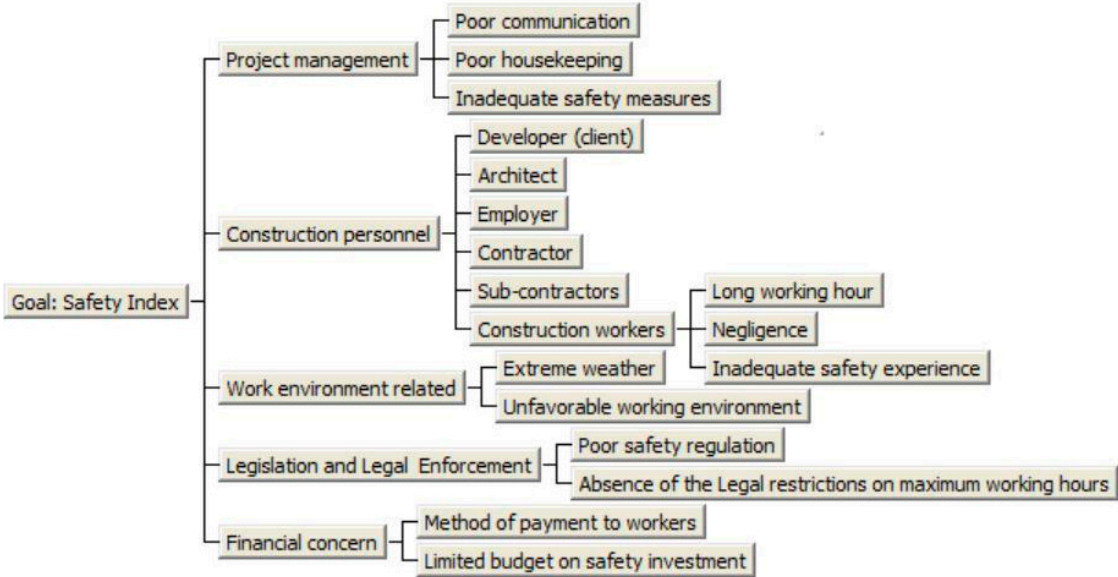 Poor communication
Project management
Poor housekeeping
Inadequate safety measures
Developer (client)
Architect
Employer
Construction personnel
Contractor
Goal: Safety Index
Sub-contractors
Long working hour
Construction workers
Negligence
Extreme weather
Inadequate safety experience
Work environment related
Unfavorable working environment
Poor safety regulation
Legislation and Legal Enforcement
Absence of the Legal restrictions on maximum working hours
Method of payment to workers
Financial concern
Limited budget on safety investment